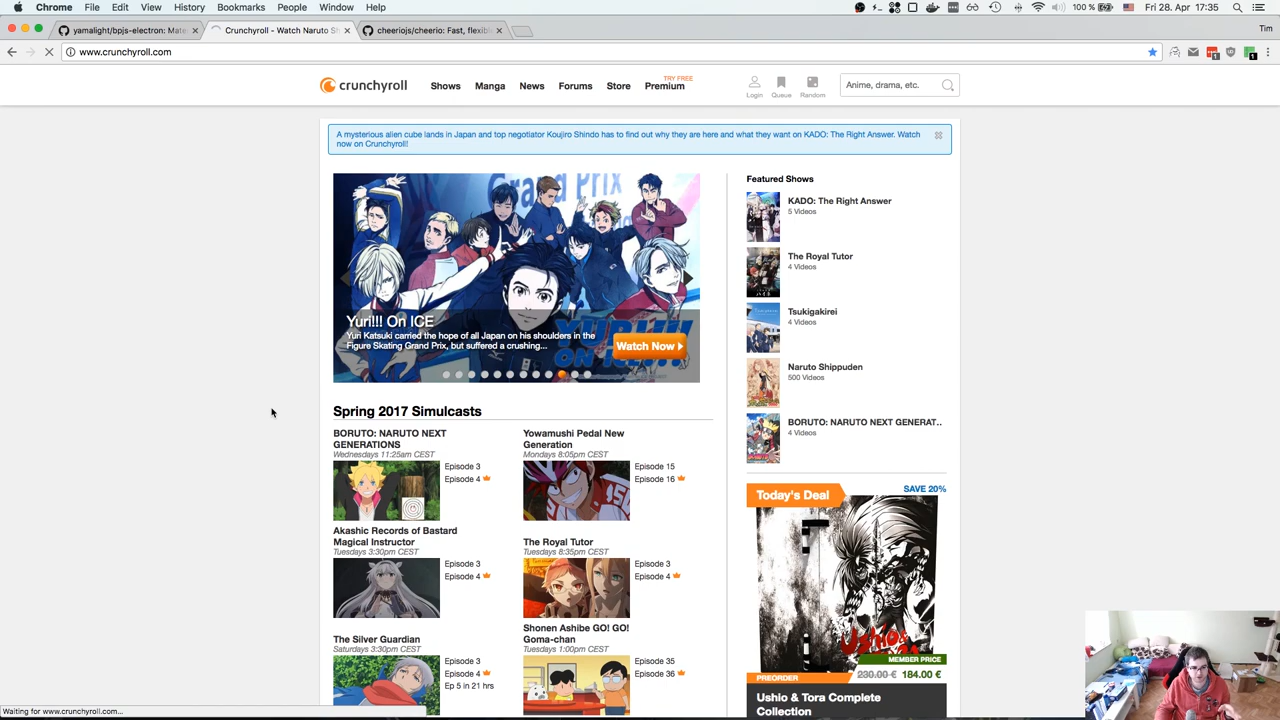 Chrome File Edit View History Bookmarks People Window Help
100 % Fri 28. Apr 17:35
yamalight/bpjs-electron: Mate
Crunchyroll - Watch Naruto S
cheeriojs/cheerio: Fast, flexible
Tim
www.crunchyroll.com
crunchyroll
Shows Manga News Forums Store Premium
TRY FREE
Login Queue Random
Anime, drama, etc.
A mysterious alien cube lands in Japan and top negotiator Koujiro Shindo has to find out why they are here and what they want on KADO: The Right Answer. Watch
now on Crunchyroll!
Grand Prix
Yuri!!! On ICE
Yuri Katsuki carried the hope of all Japan on his shoulders in the
Figure Skating Grand Prix, but suffered a crushing...
Watch Now
Featured Shows
KADO: The Right Answer
5 Videos
The Royal Tutor
4 Videos
Tsukigakirei
4 Videos
Naruto Shippuden
500 Videos
BORUTO: NARUTO NEXT GENERAT..
4 Videos
Spring 2017 Simulcasts
BORUTO: NARUTO NEXT
GENERATIONS
Wednesdays 11:25am CEST
Episode 3
Episode 4
Yowamushi Pedal New
Generation
Mondays 8:05pm CEST
Episode 15
Episode 16
Akashic Records of Bastard
Magical Instructor
Tuesdays 3:30pm CEST
Episode 3
Episode 4
The Royal Tutor
Tuesdays 8:35pm CEST
Episode 3
Episode 4
The Silver Guardian
Saturdays 3:30pm CEST
Episode 3
Episode 4
Ep 5 in 21 hrs
Shonen Ashibe GO! GO!
Goma-chan
Tuesdays 1:00pm CEST
Episode 35
Episode 36
Today's Deal
SAVE 20%
MEMBER PRICE
PREORDER
230.00 € 184.00 €
Ushio & Tora Complete
Collection
Waiting for www.crunchyroll.com...